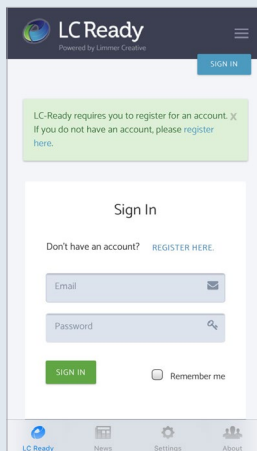 LC Ready
Powered by Limmer Creative
SIGN IN
LC-Ready requires you to register for an account. X
If you do not have an account, please register
here.
Sign In
Don't have an account? REGISTER HERE.
Email
Password
SIGN IN
Remember me
LC Ready News Settings About